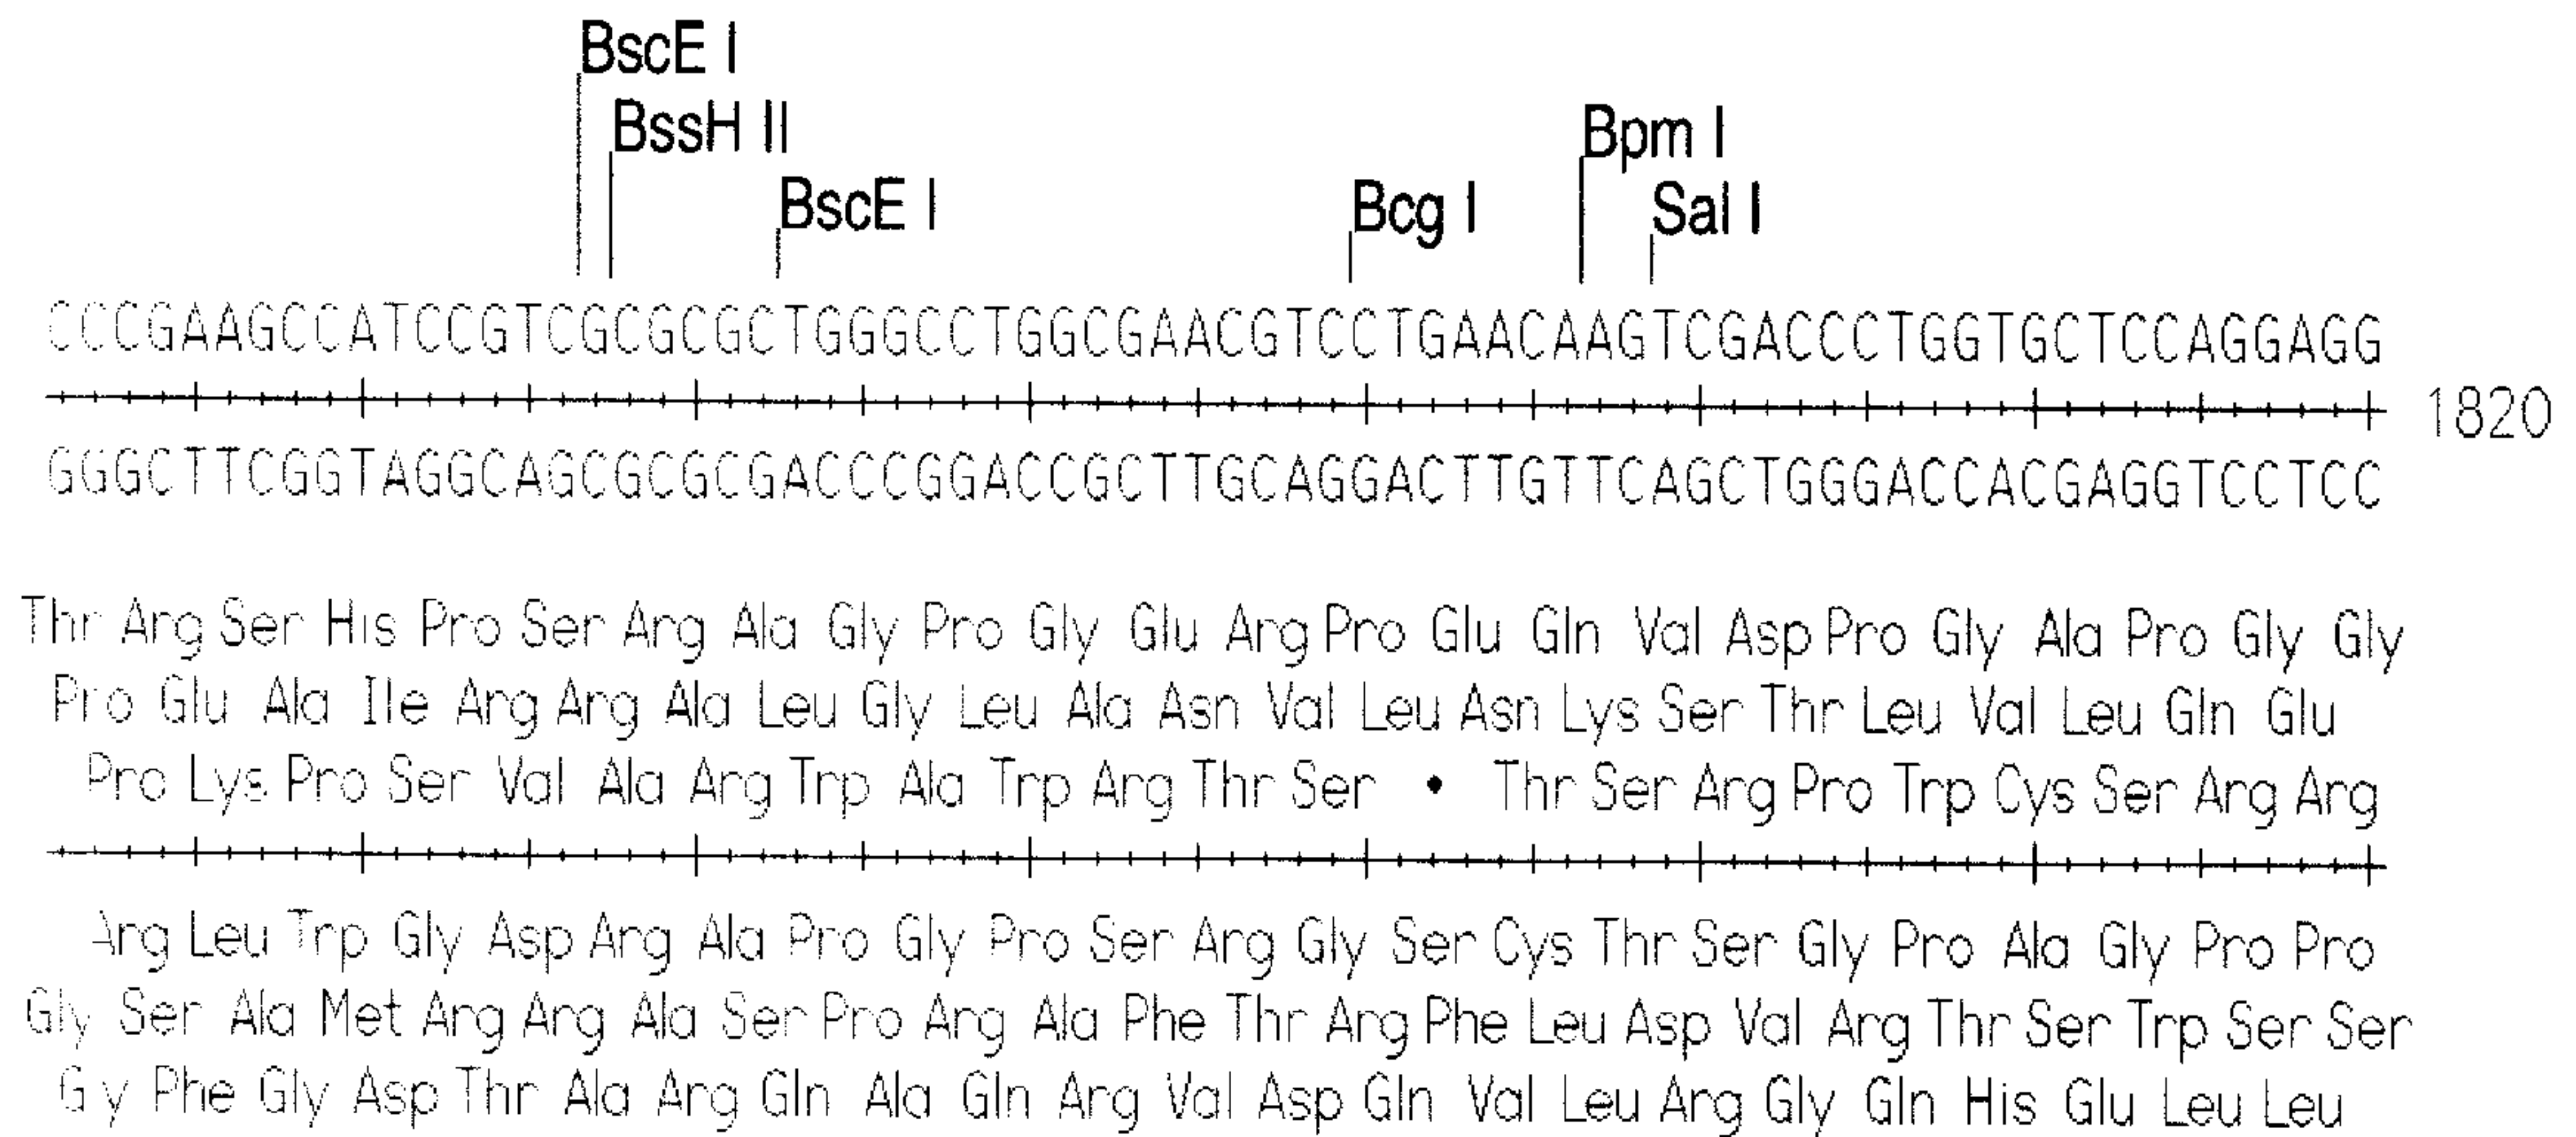 BscE I
BssH II
BscE I
Bpm I
Bcg I
Sal I
CCCGAAGCCATCCGTCGCGCGCTGGGCCTGGCGAACGTCCTGAACAAGTCGACCCTGGTGCTCCAGGAGG
1820
GGGCTTCGGTAGGCAGCGCGCGACCCGGACCGCTTGCAGGACTTGTTCAGCTGGGACCACGAGGTCCTCC
Thr Arg Ser His Pro Ser Arg Ala Gly Pro Gly Glu Arg Pro Glu Gln Val Asp Pro Gly Ala Pro Gly Gly
Pro Glu Ala Ile Arg Arg Ala Leu Gly Leu Ala Asn Val Leu Asn Lys Ser Thr Leu Val Leu Gln Glu
Pro Lys Pro Ser Val Ala Arg Trp Ala Trp Arg Thr Ser • Thr Ser Arg Pro Trp Cys Ser Arg Arg
Arg Leu Trp Gly Asp Arg Ala Pro Gly Pro Ser Arg Gly Ser Cys Thr Ser Gly Pro Ala Gly Pro Pro
Gly Ser Ala Met Arg Arg Ala Ser Pro Arg Ala Phe Thr Arg Phe Leu Asp Val Arg Thr Ser Trp Ser Ser
G y Phe Gly Asp Thr Ala Arg Gln Ala Gln Arg Val Asp Gln Val Leu Arg Gly Gln His Glu Leu Leu